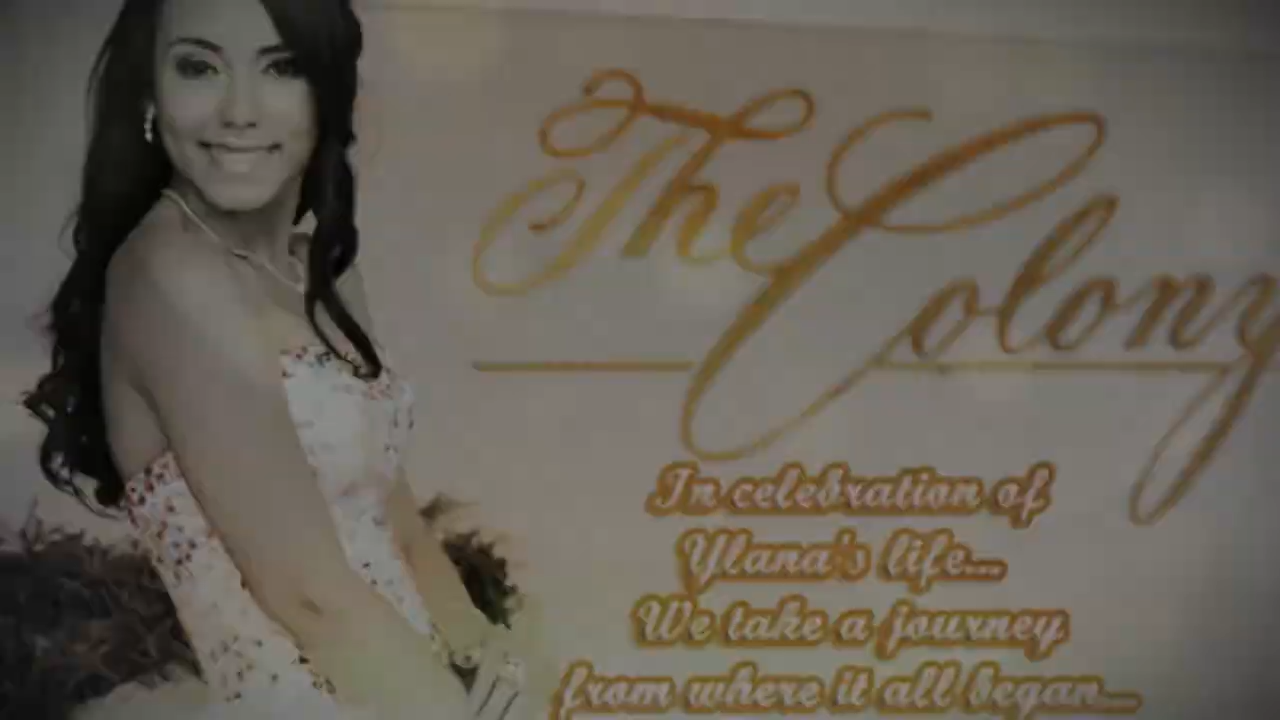 The Colony
In celebration of
Ylana's life...
We take a journey
from where it all began...